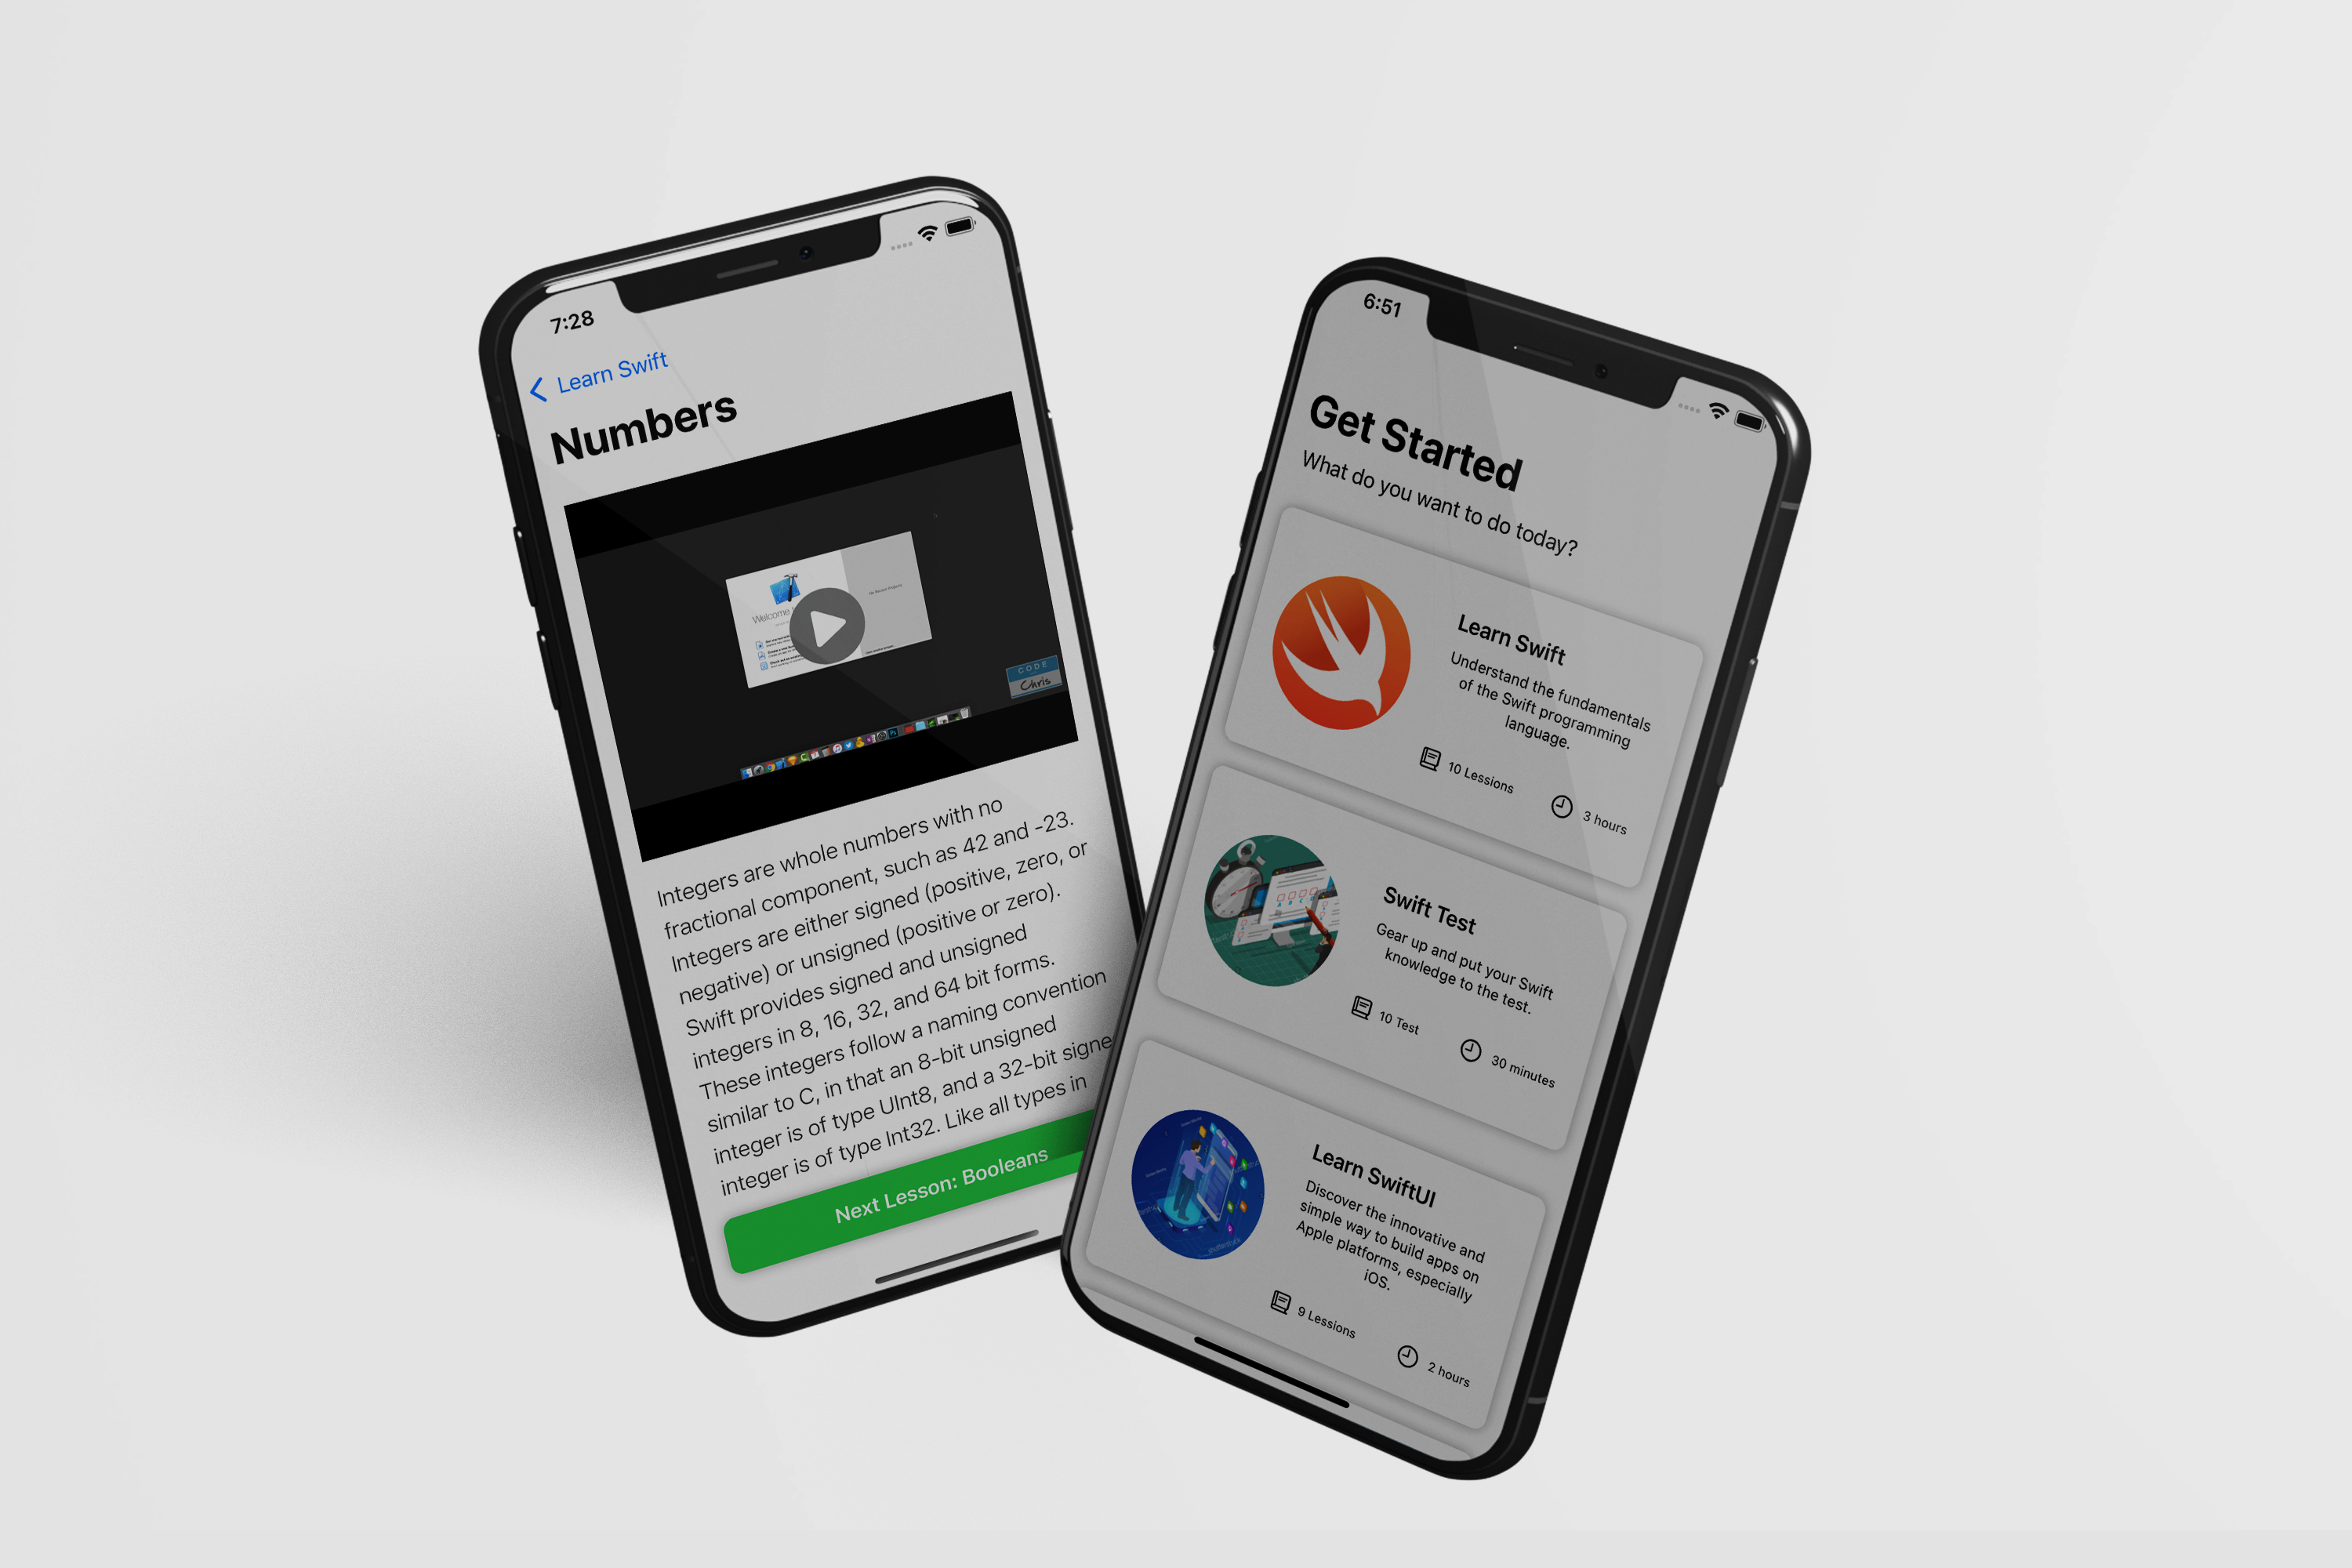 7:28
Learn Swift
Numbers
Welcome
No Recent Projects
CODE
Chris
Integers are whole numbers with no
fractional component, such as 42 and -23.
Integers are either signed (positive, zero, or
negative) or unsigned (positive or zero).
Swift provides signed and unsigned
integers in 8, 16, 32, and 64 bit forms.
These integers follow a naming convention
similar to C, in that an 8-bit unsigned
integer is of type UInt8, and a 32-bit signe
integer is of type Int32. Like all types in
Next Lesson: Booleans
6:51
Get Started
What do you want to do today?
Learn Swift
Understand the fundamentals
of the Swift programming
language.
10 Lessions
3 hours
Swift Test
Gear up and put your Swift
knowledge to the test.
10 Test
30 minutes
Learn SwiftUI
Discover the innovative and
simple way to build apps on
Apple platforms, especially
iOS.
9 Lessions
2 hours